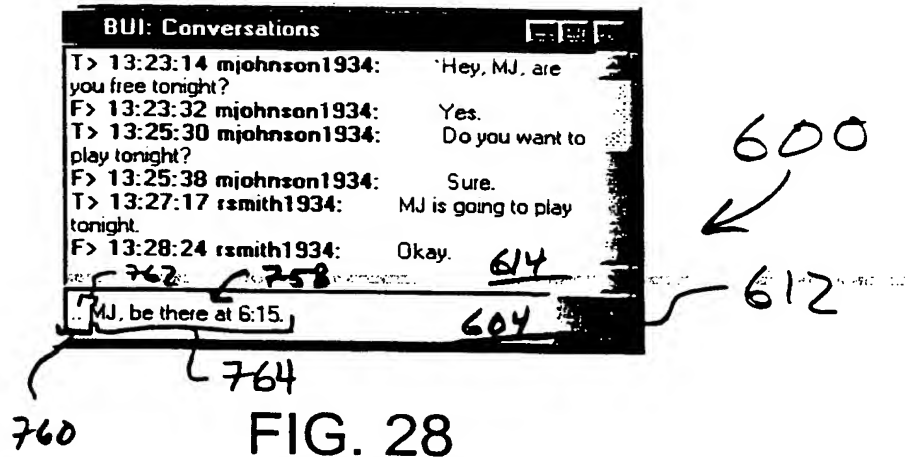 BUI: Conversations
T> 13:23:14 mjohnson1934: Hey, MJ, are
you free tonight?
F> 13:23:32 mjohnson1934: Yes.
T> 13:25:30 mjohnson1934: Do you want to
play tonight?
F> 13:25:38 mjohnson1934: Sure.
T> 13:27:17 rsmith1934: MJ is going to play
tonight.
F> 13:28:24 rsmith1934: Okay.
600
614
762
758
612
.. MJ, be there at 6:15.
604
764
760
FIG. 28